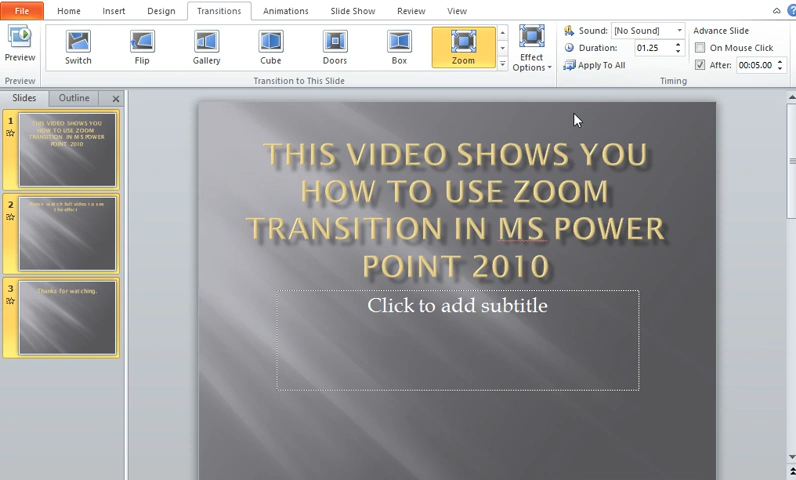 File Home Insert Design Transitions Animations Slide Show Review View
Preview
Switch Flip Gallery Cube Doors Box Zoom
Effect
Options
Sound: [No Sound]
Duration: 01.25
Apply To All
Advance Slide
On Mouse Click
After: 00:05.00
Preview Transition to This Slide Timing
Slides Outline
1
THIS VIDEO SHOWS YOU
HOW TO USE ZOOM
TRANSITION IN MS POWER
POINT 2010
2
3
Thanks for watching.
THIS VIDEO SHOWS YOU
HOW TO USE ZOOM
TRANSITION IN MS POWER
POINT 2010
Click to add subtitle